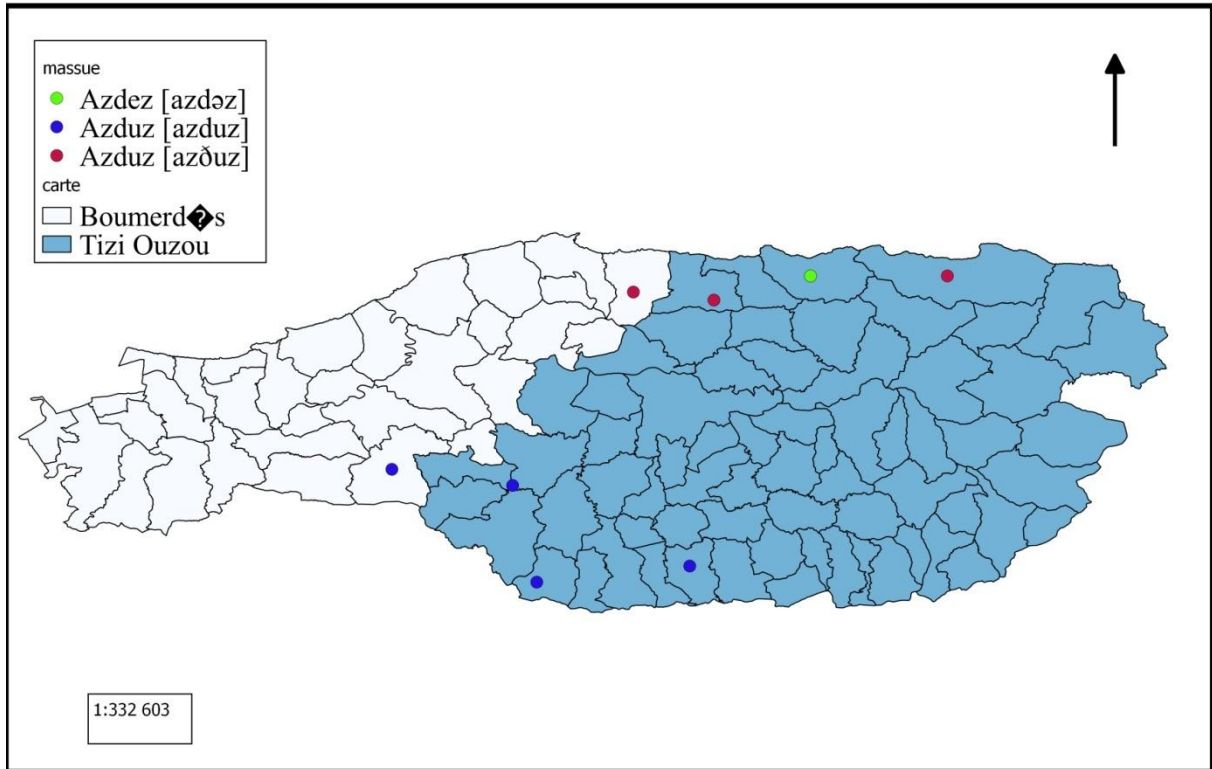 massue
Azdez [azdəz]
Azduz [azduz]
Azduz [azðuz]
carte
Boumerd�s
Tizi Ouzou
1:332 603